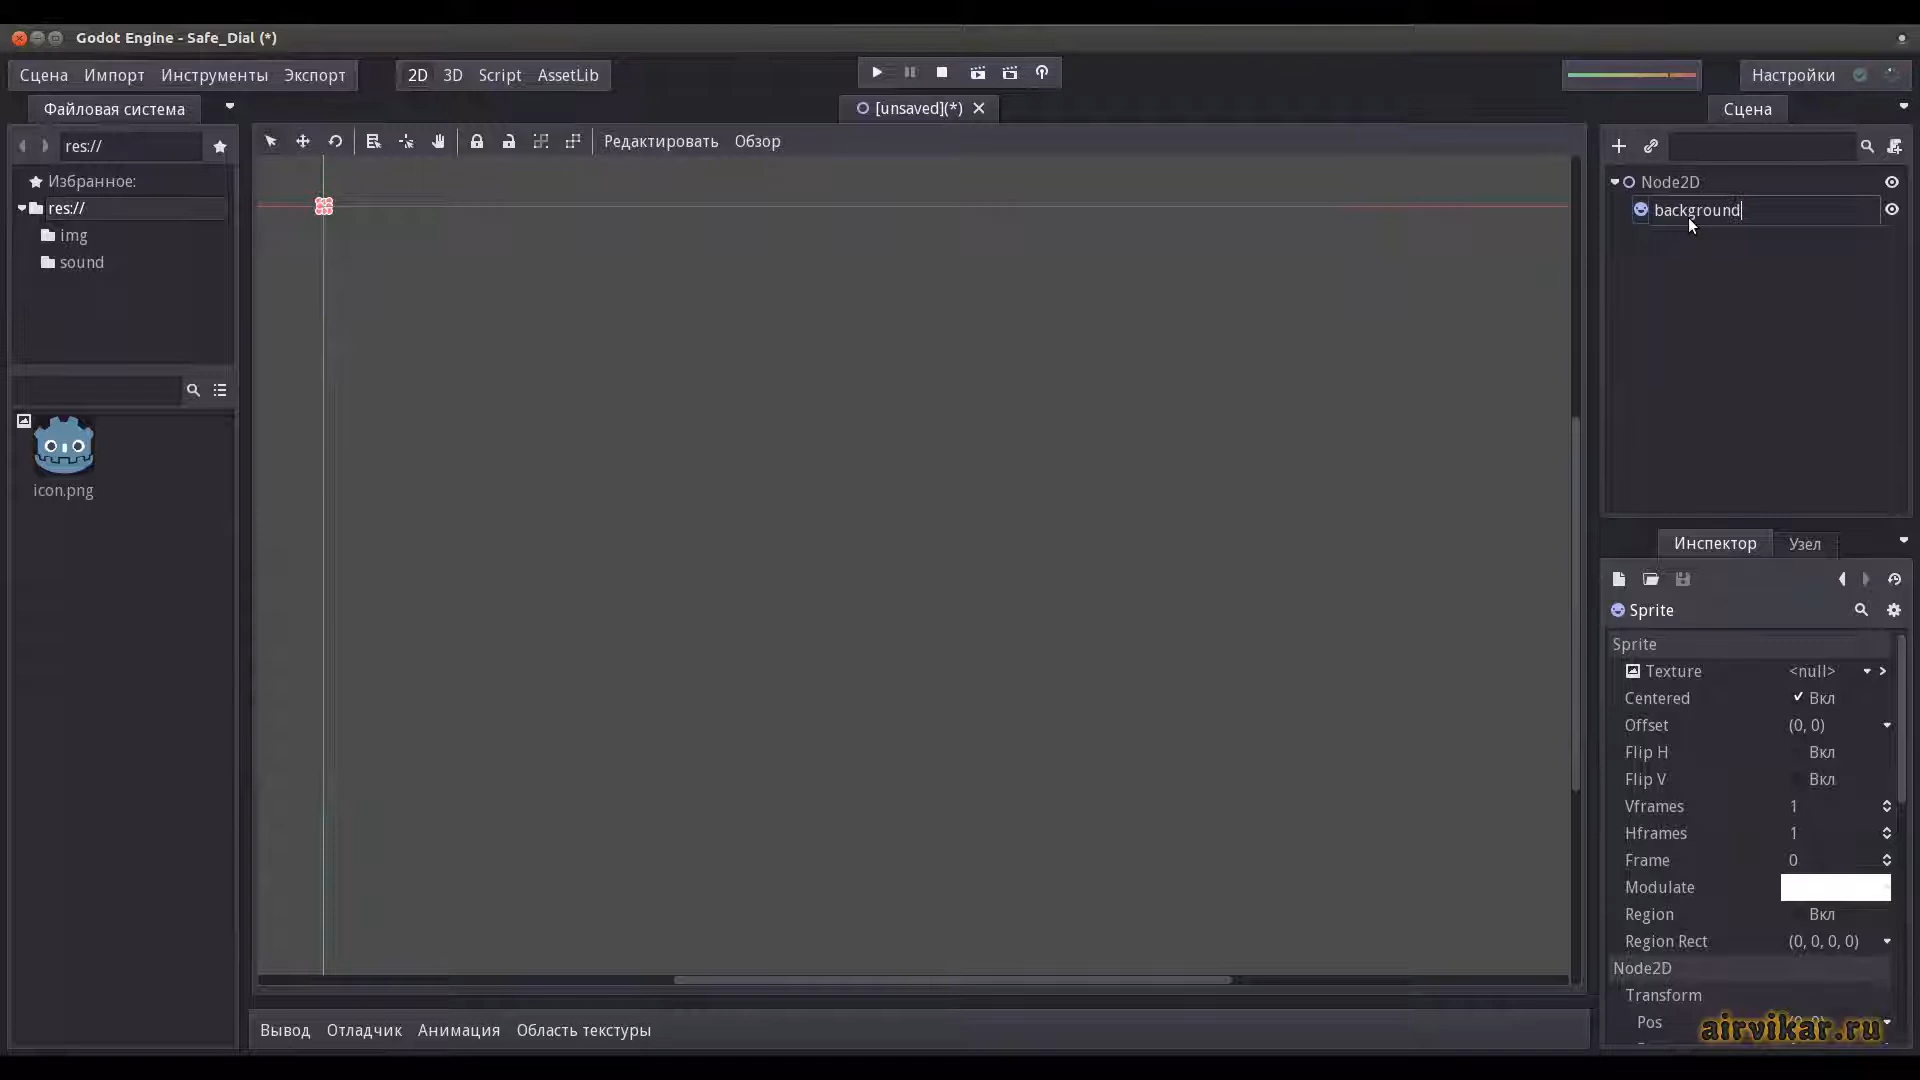 Godot Engine - Safe_Dial (*)
Сцена Импорт Инструменты Экспорт 2D 3D Script AssetLib Настройки
Файловая система [unsaved](*) Сцена
res:// Редактировать Обзор
Избранное: Node2D
res:// background
img
sound
icon.png
Инспектор Узел
Sprite
Sprite
Texture <null>
Centered Вкл
Offset (0, 0)
Flip H Вкл
Flip V Вкл
Vframes 1
Hframes 1
Frame 0
Modulate
Region Вкл
Region Rect (0, 0, 0, 0)
Node2D
Transform
Pos
Вывод Отладчик Анимация Область текстуры
airvikar.ru